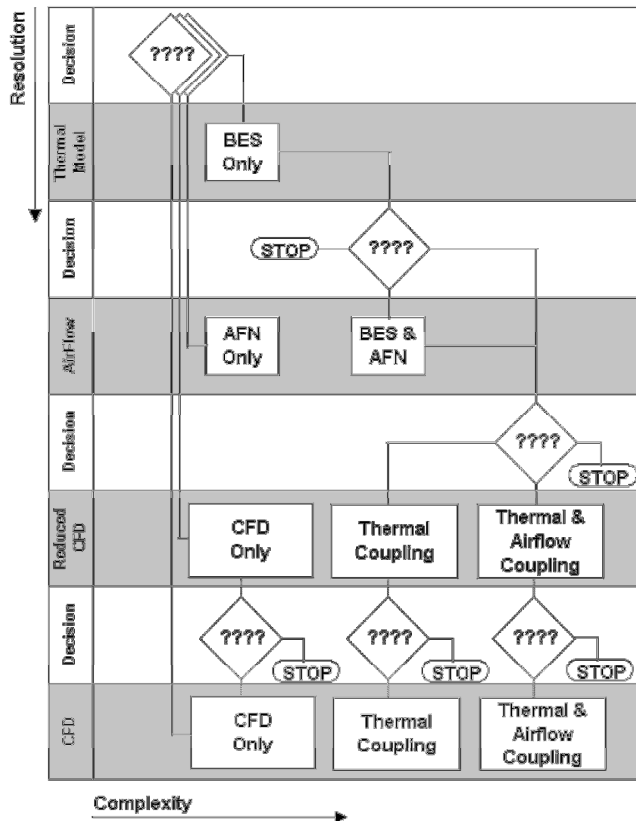 Resolution
Decision
????
Thermal
Model
BES
Only
Decision
STOP
????
AirFlow
AFN
Only
BES &
AFN
Decision
????
STOP
Reduced
CFD
CFD
Only
Thermal
Coupling
Thermal &
Airflow
Coupling
Decision
????
STOP
????
STOP
????
STOP
CFD
CFD
Only
Thermal
Coupling
Thermal &
Airflow
Coupling
Complexity